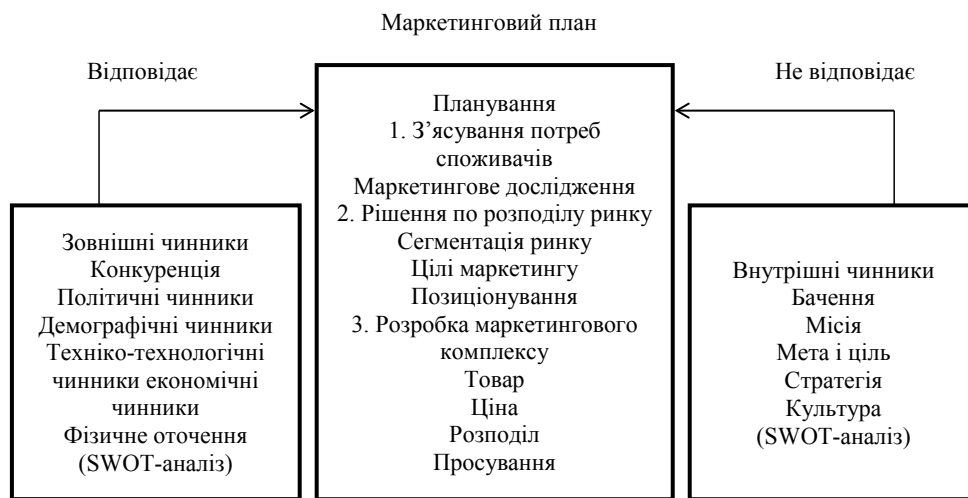 Маркетинговий план
Відповідає
Не відповідає
Планування
1. З’ясування потреб
споживачів
Маркетингове дослідження
2. Рішення по розподілу ринку
Сегментація ринку
Цілі маркетингу
Позиціонування
3. Розробка маркетингового
комплексу
Товар
Ціна
Розподіл
Просування
Зовнішні чинники
Конкуренція
Політичні чинники
Демографічні чинники
Техніко-технологічні
чинники економічні
чинники
Фізичне оточення
(SWOT-аналіз)
Внутрішні чинники
Бачення
Місія
Мета і ціль
Стратегія
Культура
(SWOT-аналіз)